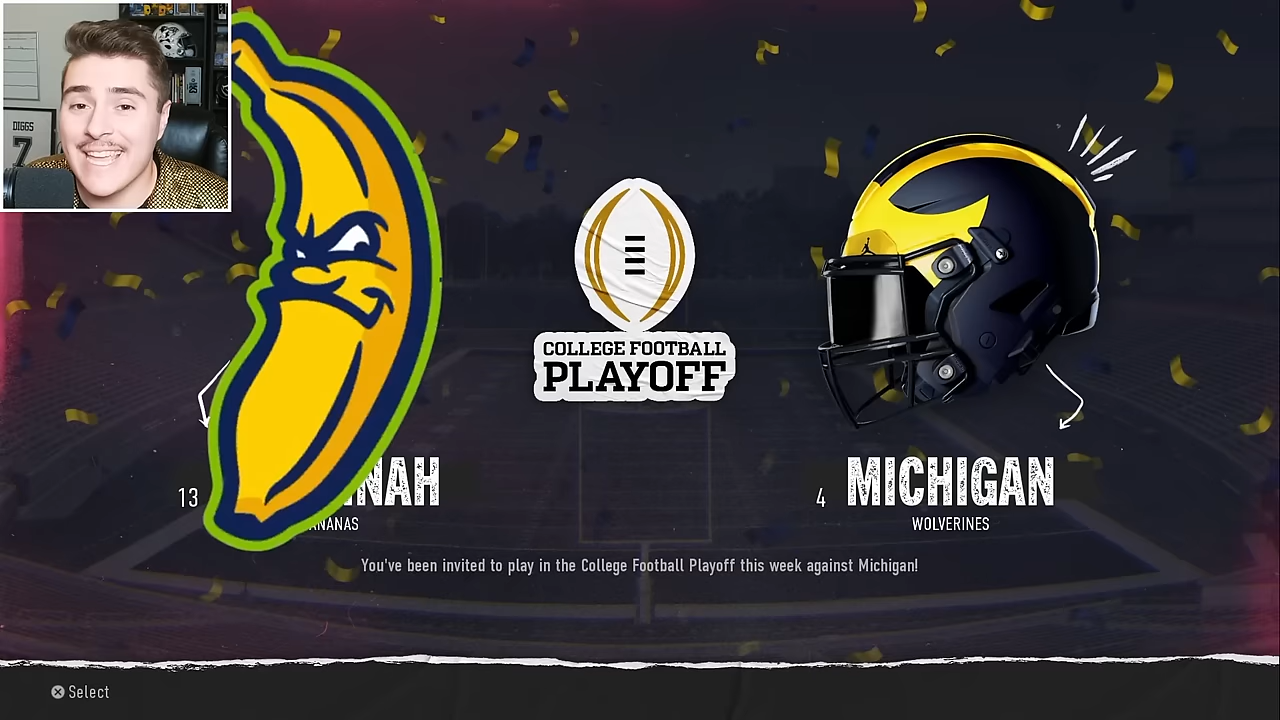 DIGGS
7
COLLEGE FOOTBALL
PLAYOFF
13
NAH
ANANAS
4 MICHIGAN
WOLVERINES
You've been invited to play in the College Football Playoff this week against Michigan!
Select